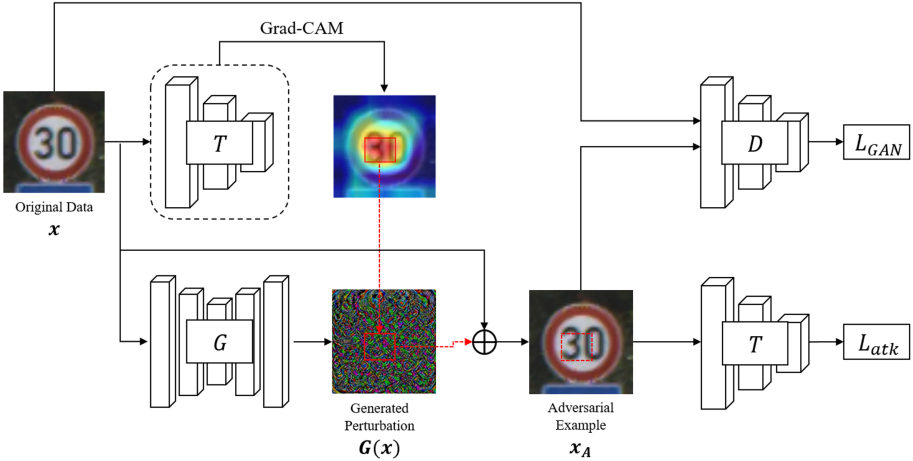 Grad-CAM
30
T
30
D
L_GAN
Original Data
x
G
30
T
L_atk
Generated
Perturbation
G(x)
Adversarial
Example
x_A